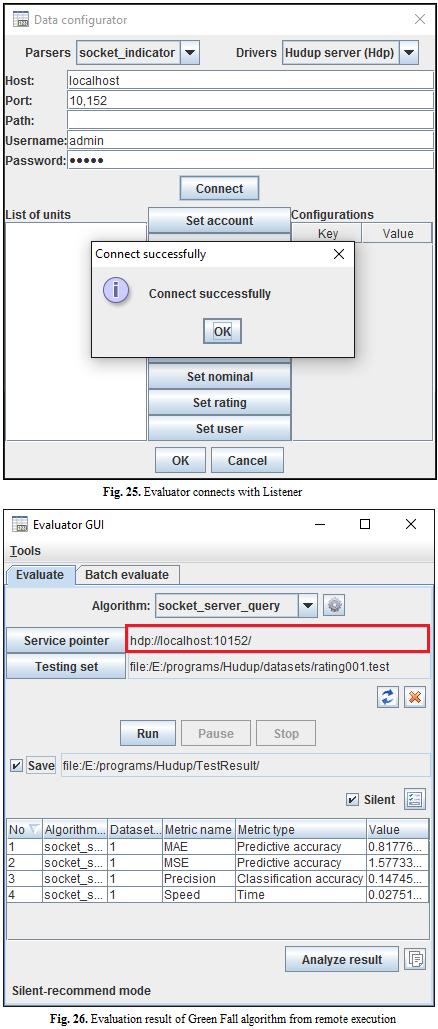 Data configurator
Parsers socket_indicator Drivers Hudup server (Hdp)
Host: localhost
Port: 10,152
Path:
Username: admin
Password: •••••
Connect
List of units Set account Configurations
Key Value
Connect successfully
Connect successfully
OK
Set nominal
Set rating
Set user
OK Cancel
Fig. 25. Evaluator connects with Listener
Evaluator GUI
Tools
Evaluate Batch evaluate
Algorithm: socket_server_query
Service pointer hdp://localhost:10152/
Testing set file:/E:/programs/Hudup/datasets/rating001.test
Run Pause Stop
Save file:/E:/programs/Hudup/TestResult/
Silent
No Algorithm... Dataset... Metric name Metric type Value
1 socket_s... 1 MAE Predictive accuracy 0.81776...
2 socket_s... 1 MSE Predictive accuracy 1.57733...
3 socket_s... 1 Precision Classification accuracy 0.14745...
4 socket_s... 1 Speed Time 0.02751...
Analyze result
Silent-recommend mode
Fig. 26. Evaluation result of Green Fall algorithm from remote execution